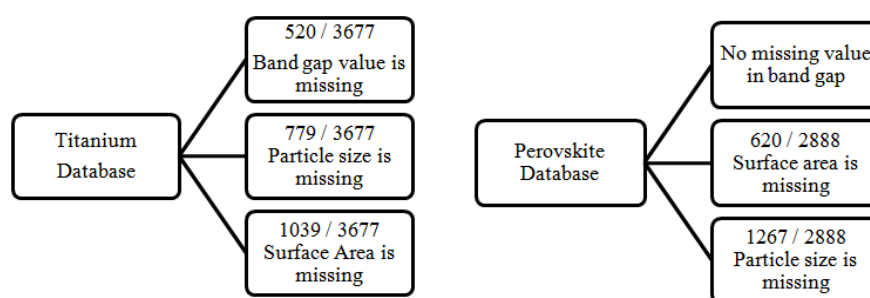 Titanium
Database
520 / 3677
Band gap value is
missing
779 / 3677
Particle size is
missing
1039 / 3677
Surface Area is
missing
Perovskite
Database
No missing value
in band gap
620 / 2888
Surface area is
missing
1267 / 2888
Particle size is
missing